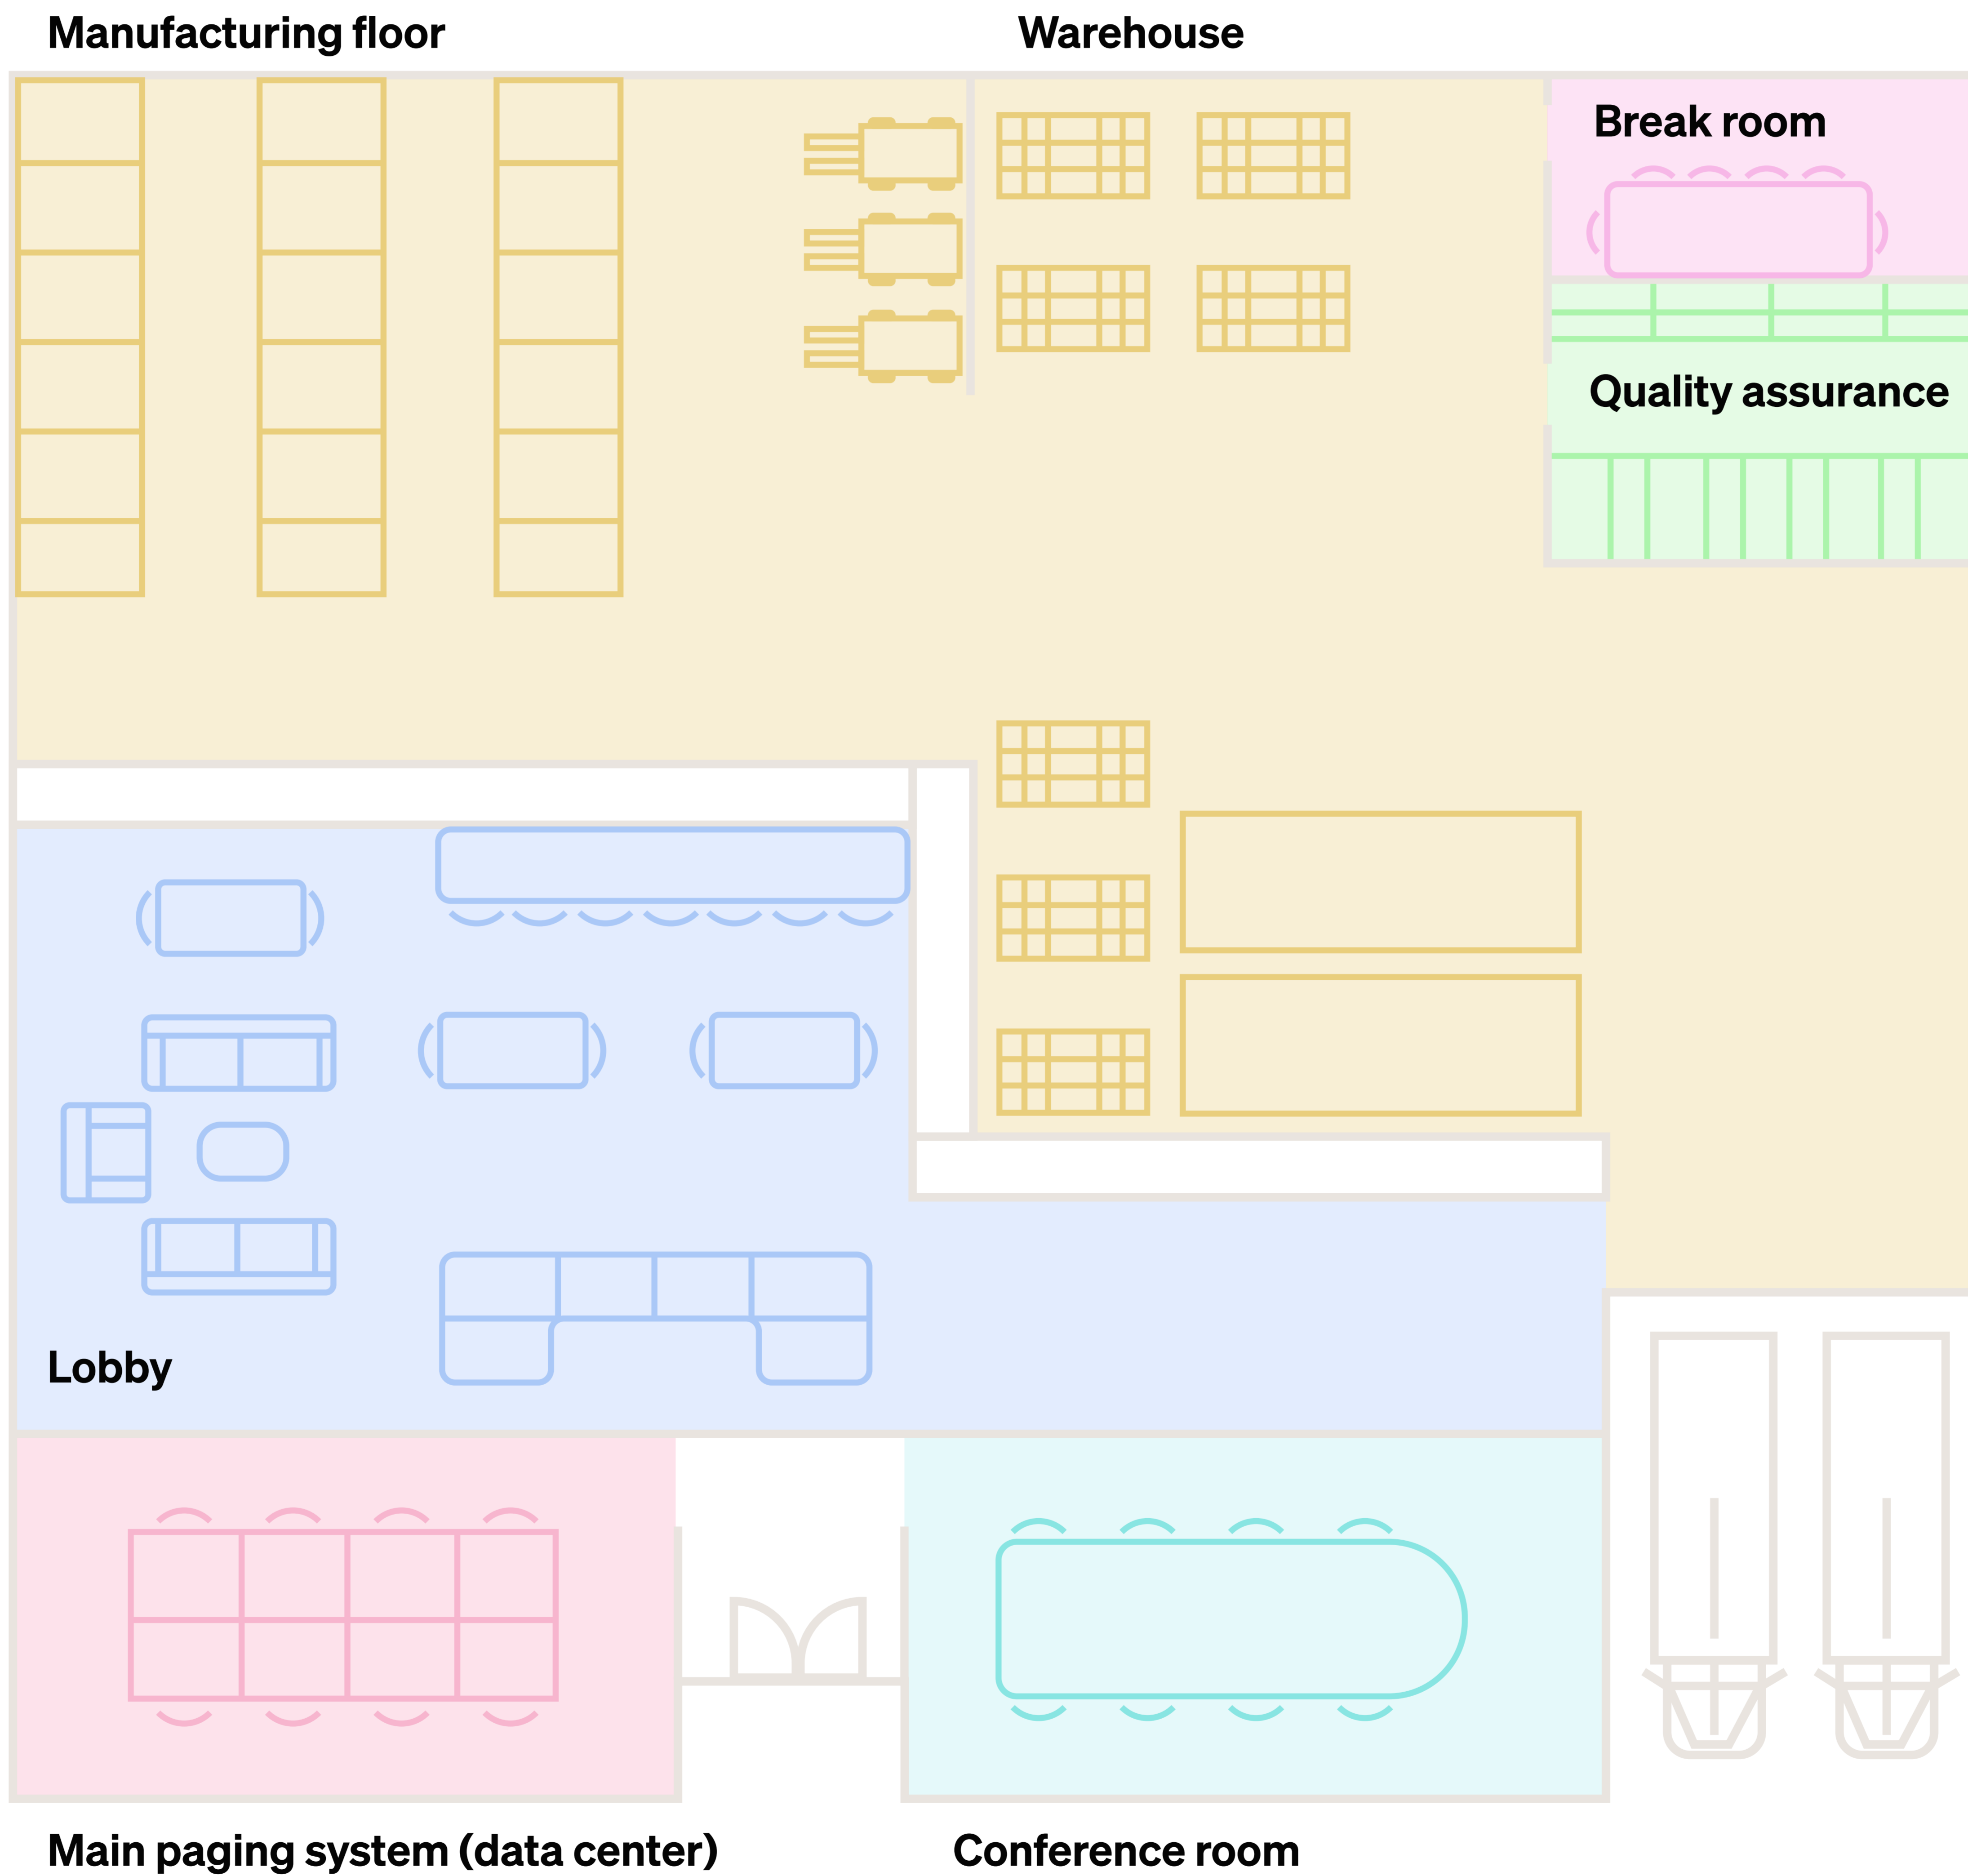 Manufacturing floor
Warehouse
Break room
Quality assurance
Lobby
Main paging system (data center)
Conference room